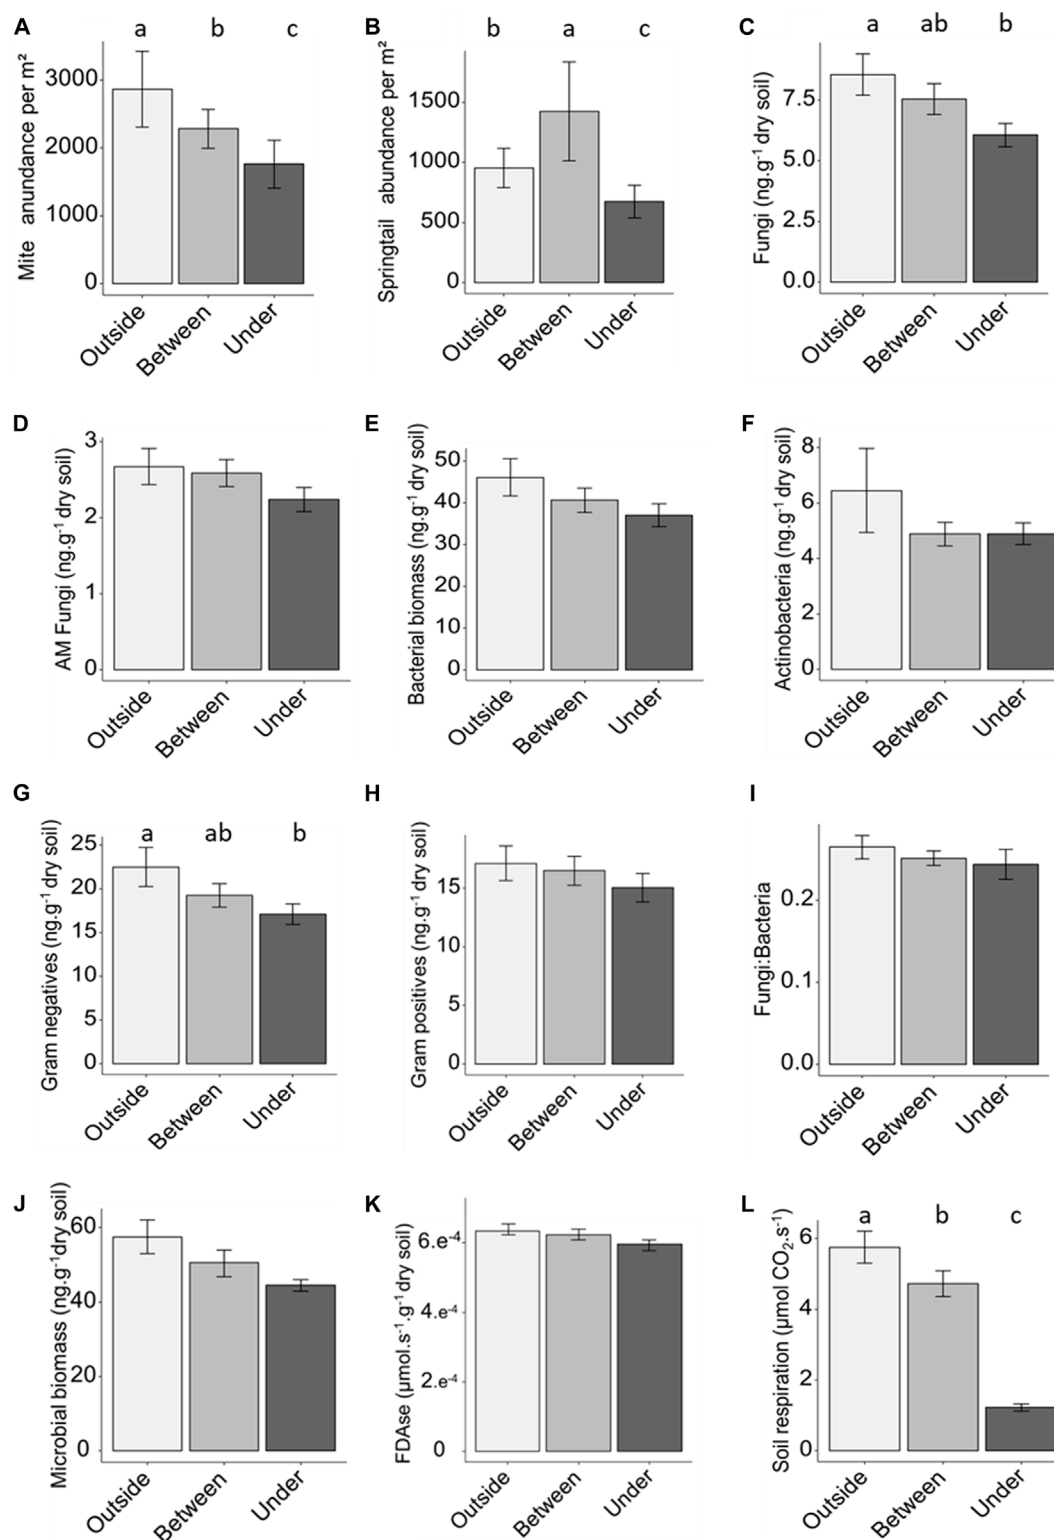 A
a b c
Mite anundance per m²
3000
2000
1000
0
Outside
Between
Under
B
b a c
Springtail abundance per m²
1500
1000
500
0
Outside
Between
Under
C
a ab b
Fungi (ng.g⁻¹ dry soil)
7.5
5.0
2.5
0.0
Outside
Between
Under
D
AM Fungi (ng.g⁻¹ dry soil)
3
2
1
0
Outside
Between
Under
E
Bacterial biomass (ng.g⁻¹ dry soil)
50
40
30
20
10
0
Outside
Between
Under
F
Actinobacteria (ng.g⁻¹ dry soil)
8
6
4
2
0
Outside
Between
Under
G
a ab b
Gram negatives (ng.g⁻¹ dry soil)
25
20
15
10
5
0
Outside
Between
Under
H
Gram positives (ng.g⁻¹ dry soil)
15
10
5
0
Outside
Between
Under
I
Fungi:Bacteria
0.2
0.1
0.0
Outside
Between
Under
J
Microbial biomass (ng.g⁻¹dry soil)
60
40
20
0
Outside
Between
Under
K
FDAse (µmol.s⁻¹.g⁻¹ dry soil)
6.e⁻⁴
4.e⁻⁴
2.e⁻⁴
0
Outside
Between
Under
L
a b c
Soil respiration (µmol CO₂.s⁻¹)
6
4
2
0
Outside
Between
Under